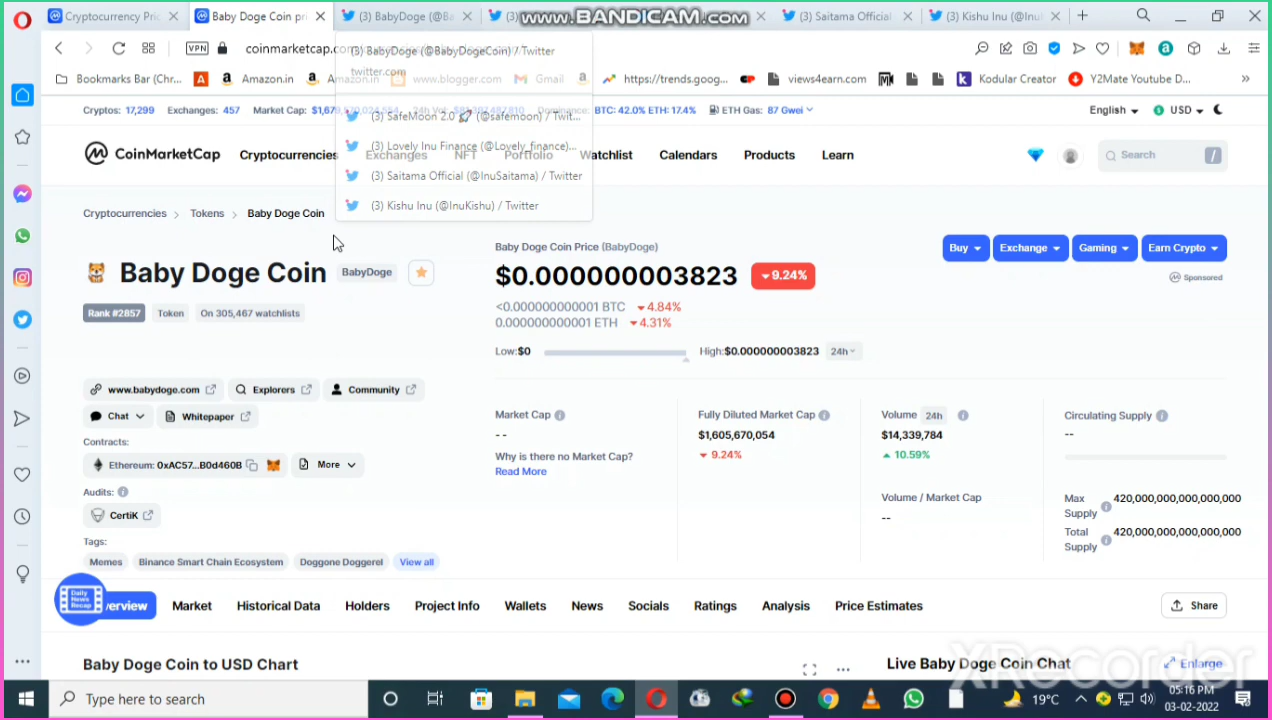 Cryptocurrency Pri
Baby Doge Coin pri
(3) BabyDoge (@Ba
(3)
www.BANDICAM.com
(3) Saitama Official
(3) Kishu Inu (@Inu
VPN
coinmarketcap.co
(3) BabyDoge (@BabyDogeCoin) / Twitter
twitter.com
Bookmarks Bar (Chr...
Amazon.in
Amazon.in
www.blogger.com
Gmail
https://trends.goog...
views4earn.com
Kodular Creator
Y2Mate Youtube D...
(3) SafeMoon 2.0 🚀 (@safemoon) / Twit...
(3) Lovely Inu Finance (@Lovely_finance)...
(3) Saitama Official (@InuSaitama) / Twitter
(3) Kishu Inu (@InuKishu) / Twitter
Cryptos: 17,299
Exchanges: 457
Market Cap:
BTC: 42.0% ETH: 17.4%
ETH Gas: 87 Gwei
English
USD
CoinMarketCap
Cryptocurrencies
Exchanges
NFT
Portfolio
Watchlist
Calendars
Products
Learn
Search
/
Cryptocurrencies
Tokens
Baby Doge Coin
Baby Doge Coin
BabyDoge
Rank #2857
Token
On 305,467 watchlists
Baby Doge Coin Price (BabyDoge)
$0.000000003823
9.24%
<0.000000000001 BTC
4.84%
0.000000000001 ETH
4.31%
Low:$0
High:$0.000000003823
24h
Buy
Exchange
Gaming
Earn Crypto
Sponsored
www.babydoge.com
Explorers
Community
Chat
Whitepaper
Contracts:
Ethereum: 0xAC57...B0d460B
More
Audits:
CertiK
Tags:
Memes
Binance Smart Chain Ecosystem
Doggone Doggerel
View all
Market Cap
- -
Why is there no Market Cap?
Read More
Fully Diluted Market Cap
$1,605,670,054
9.24%
Volume 24h
$14,339,784
10.59%
Volume / Market Cap
--
Circulating Supply
--
Max Supply
420,000,000,000,000,000
Total Supply
420,000,000,000,000,000
Daily News Recap
verview
Market
Historical Data
Holders
Project Info
Wallets
News
Socials
Ratings
Analysis
Price Estimates
Share
Baby Doge Coin to USD Chart
Live Baby Doge Coin Chat
Enlarge
XRecorder
Type here to search
19°C
05:16 PM
03-02-2022